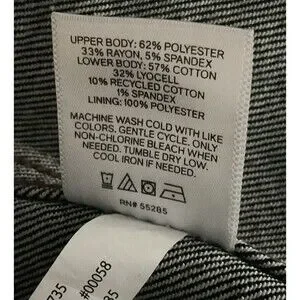 UPPER BODY: 62% POLYESTER
33% RAYON, 5% SPANDEX
LOWER BODY: 57% COTTON
32% LYOCELL
10% RECYCLED COTTON
1% SPANDEX
LINING: 100% POLYESTER
MACHINE WASH COLD WITH LIKE
COLORS. GENTLE CYCLE. ONLY
NON-CHLORINE BLEACH WHEN
NEEDED. TUMBLE DRY LOW.
COOL IRON IF NEEDED.
RN# 55285
735
#00058
35